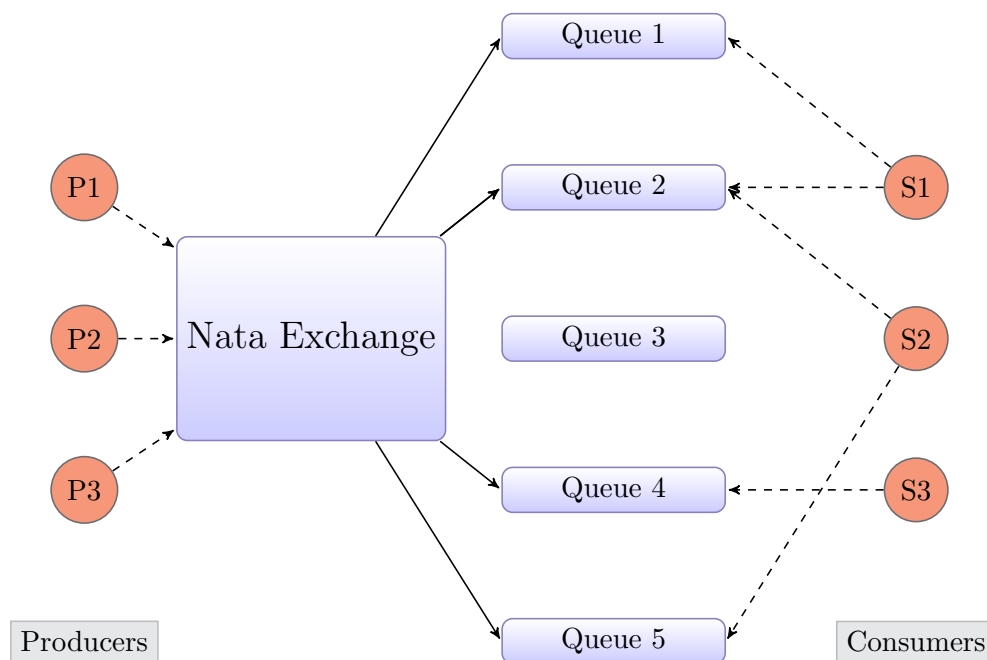 Queue 1
P1
Queue 2
S1
P2
Nata Exchange
Queue 3
S2
P3
Queue 4
S3
Producers
Queue 5
Consumers